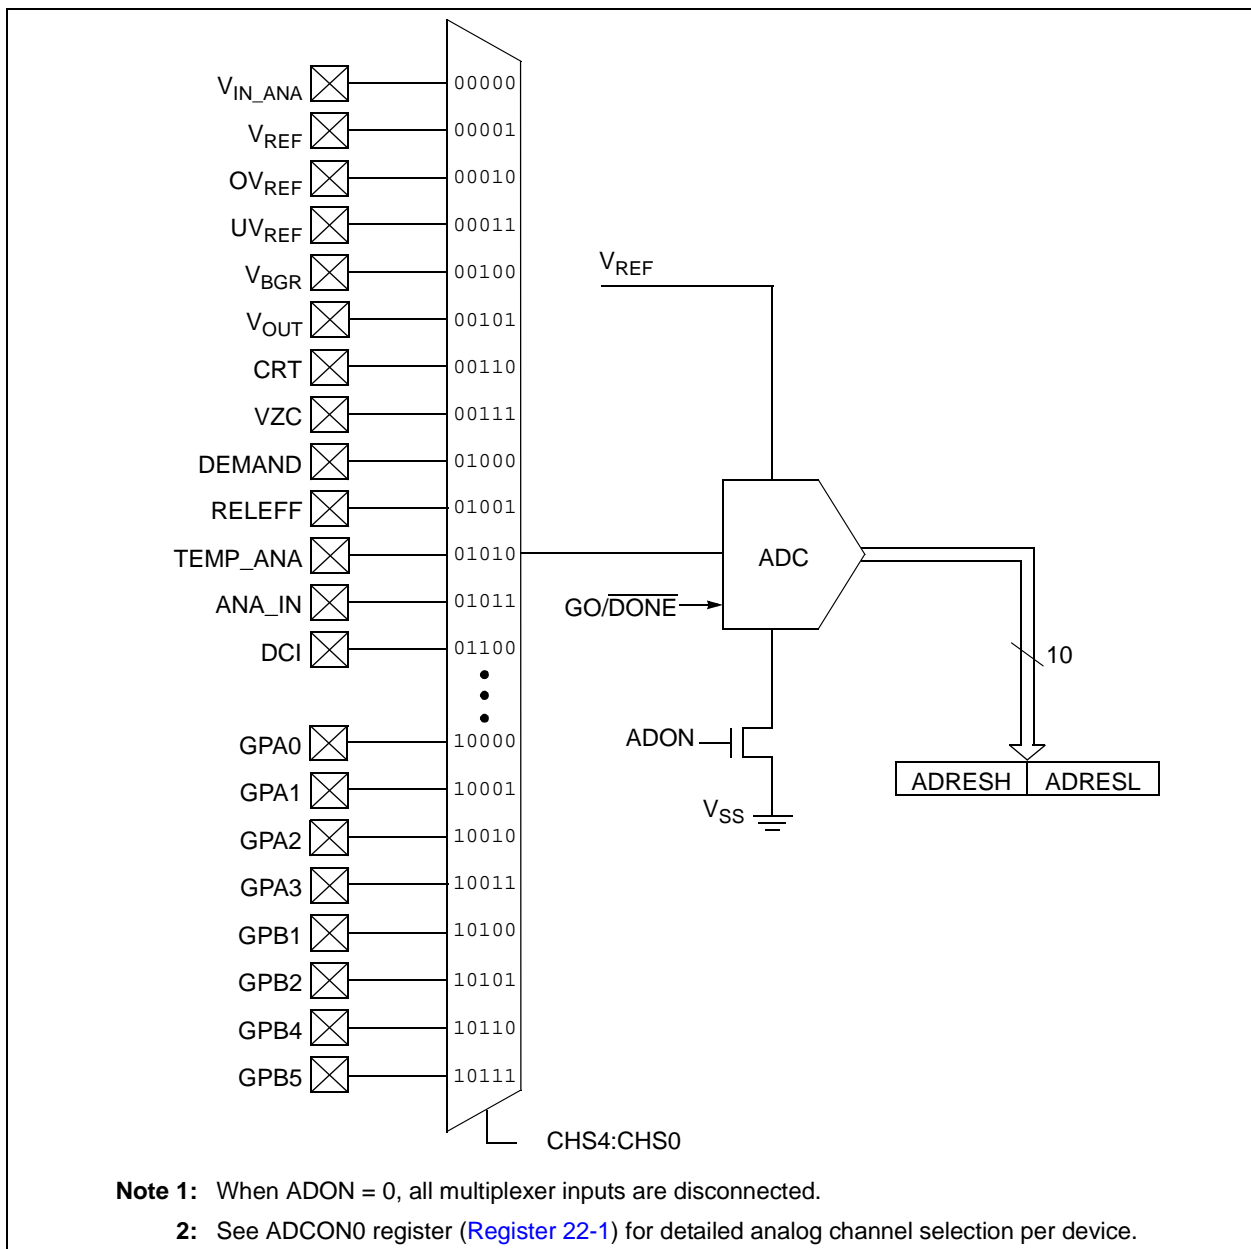 VIN_ANA 00000
VREF 00001
OVREF 00010
UVREF 00011
VBGR 00100
VOUT 00101
CRT 00110
VZC 00111
DEMAND 01000
RELEFF 01001
TEMP_ANA 01010
ANA_IN 01011
DCI 01100
GPA0 10000
GPA1 10001
GPA2 10010
GPA3 10011
GPB1 10100
GPB2 10101
GPB4 10110
GPB5 10111
CHS4:CHS0
VREF
ADC
GO/DONE
10
ADON
VSS
ADRESH ADRESL
Note 1: When ADON = 0, all multiplexer inputs are disconnected.
2: See ADCON0 register (Register 22-1) for detailed analog channel selection per device.